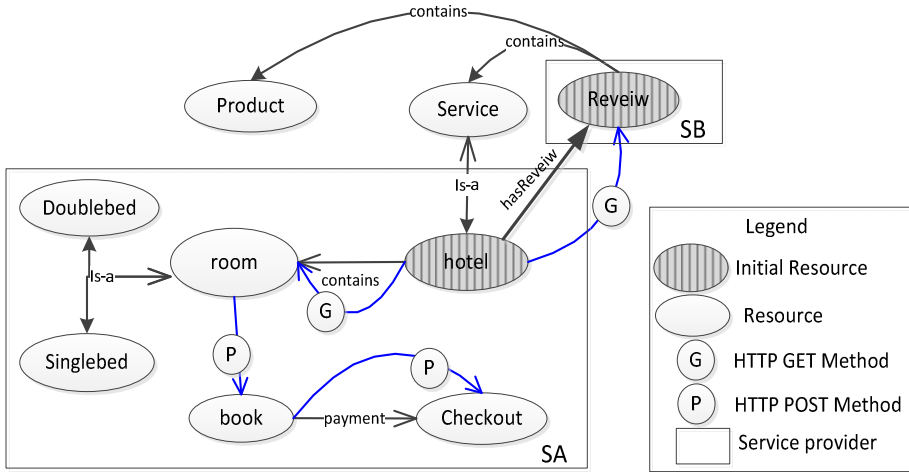 contains
contains
Product
Service
Reveiw
SB
Is-a
hasReveiw
G
Doublebed
room
hotel
Is-a
contains
G
Singlebed
P
P
book
payment
Checkout
SA
Legend
Initial Resource
Resource
G
HTTP GET Method
P
HTTP POST Method
Service provider